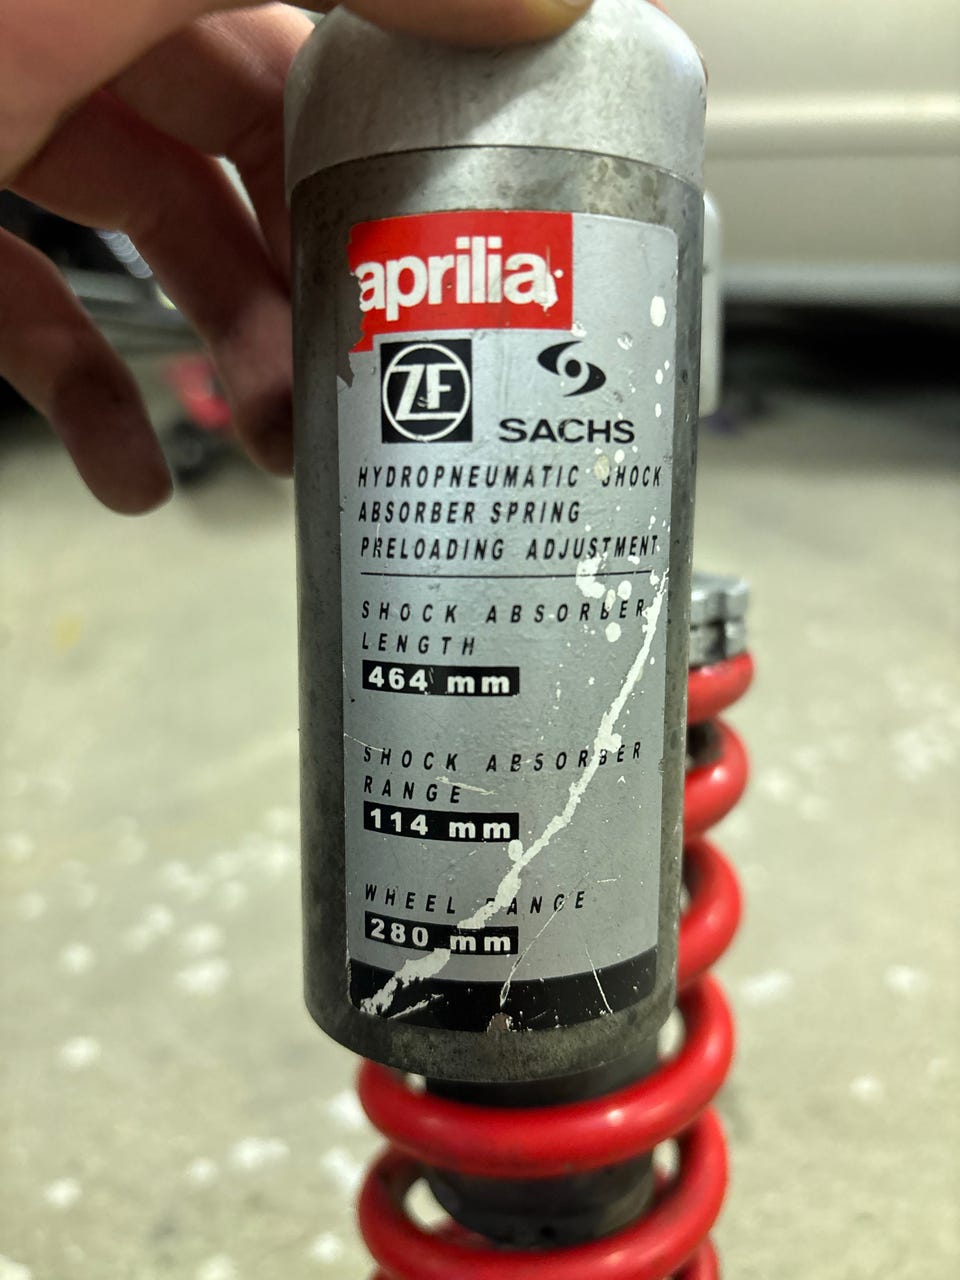 aprilia
ZF
SACHS
HYDROPNEUMATIC SHOCK
ABSORBER SPRING
PRELOADING ADJUSTMENT
SHOCK ABSORBER
LENGTH
464 mm
SHOCK ABSORBER
RANGE
114 mm
WHEEL RANGE
280 mm